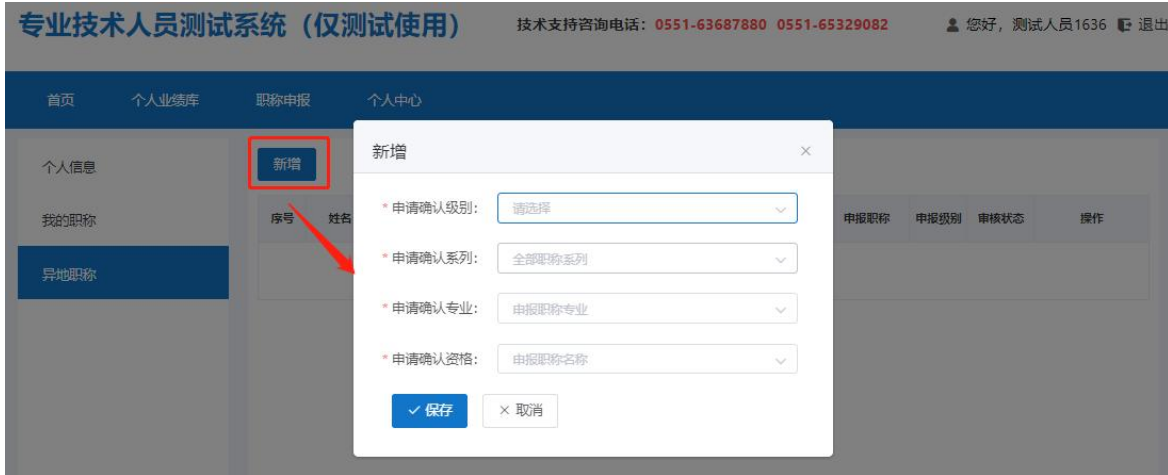 专业技术人员测试系统（仅测试使用）
技术支持咨询电话：0551-63687880 0551-65329082
您好，测试人员1636 退出
首页 个人业绩库 职称申报 个人中心
个人信息
我的职称
异地职称
新增
序号 姓名 申报职称 申报级别 审核状态 操作
新增
* 申请确认级别： 请选择
* 申请确认系列： 全部职称系列
* 申请确认专业： 申报职称专业
* 申请确认资格： 申报职称名称
保存 取消